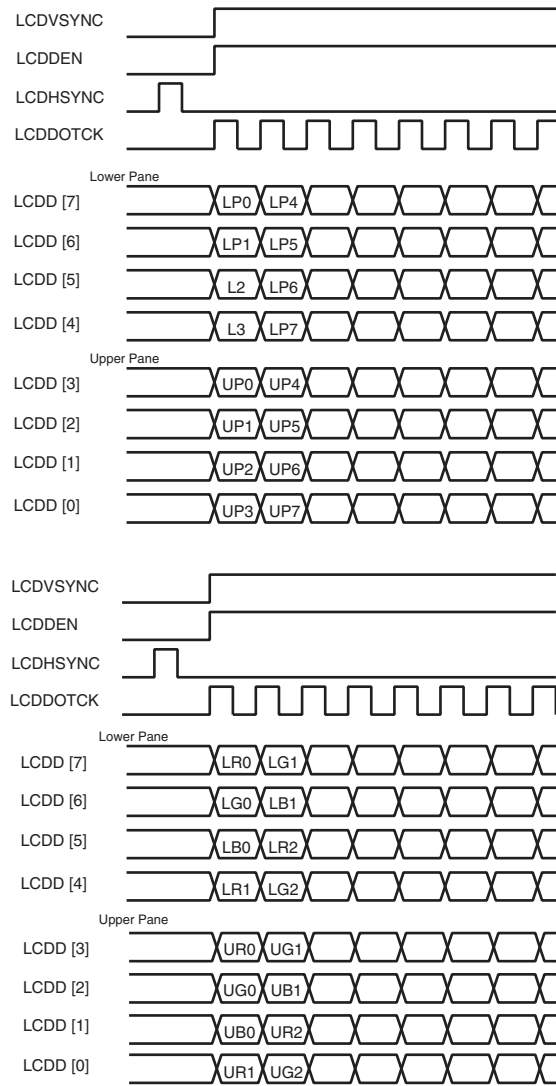 LCDVSYNC
LCDDEN
LCDHSYNC
LCDDOTCK
Lower Pane
LCDD [7] LP0 LP4
LCDD [6] LP1 LP5
LCDD [5] L2 LP6
LCDD [4] L3 LP7
Upper Pane
LCDD [3] UP0 UP4
LCDD [2] UP1 UP5
LCDD [1] UP2 UP6
LCDD [0] UP3 UP7
LCDVSYNC
LCDDEN
LCDHSYNC
LCDDOTCK
Lower Pane
LCDD [7] LR0 LG1
LCDD [6] LG0 LB1
LCDD [5] LB0 LR2
LCDD [4] LR1 LG2
Upper Pane
LCDD [3] UR0 UG1
LCDD [2] UG0 UB1
LCDD [1] UB0 UR2
LCDD [0] UR1 UG2